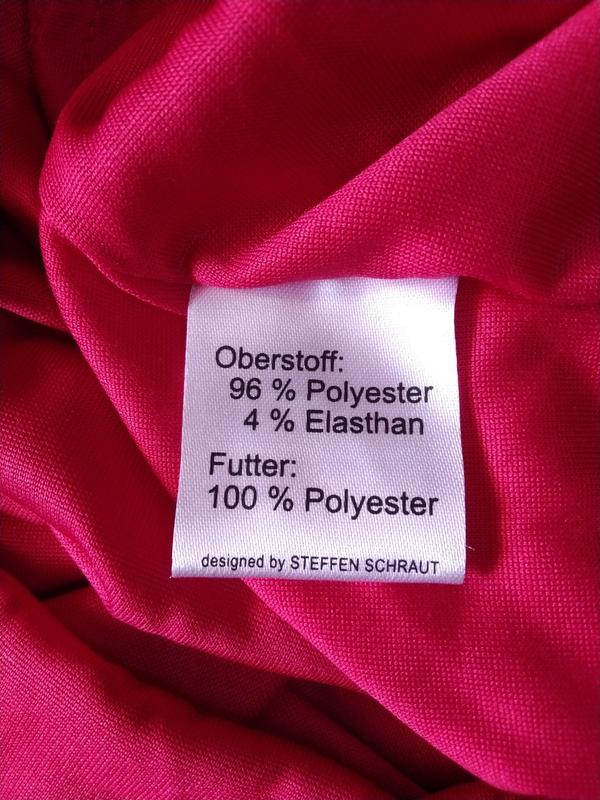 Oberstoff:
96 % Polyester
4 % Elasthan
Futter:
100 % Polyester
designed by STEFFEN SCHRAUT